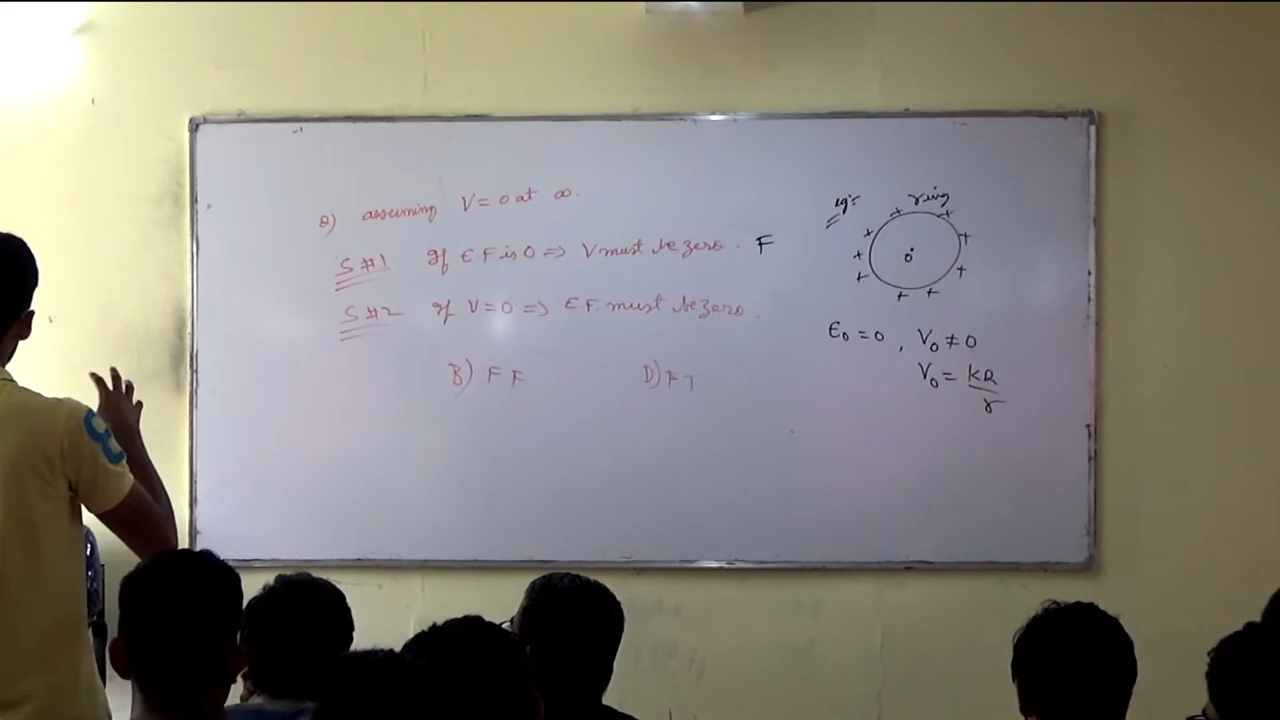 Q) assuming V = 0 at ∞.
S #1 If E F is 0 => V must be zero. F
S #2 If V = 0 => E.F. must be zero.
B) F F D) F T
eg:- ring
+ + + + + + + + + +
0
E₀ = 0, V₀ ≠ 0
V₀ = KQ
r